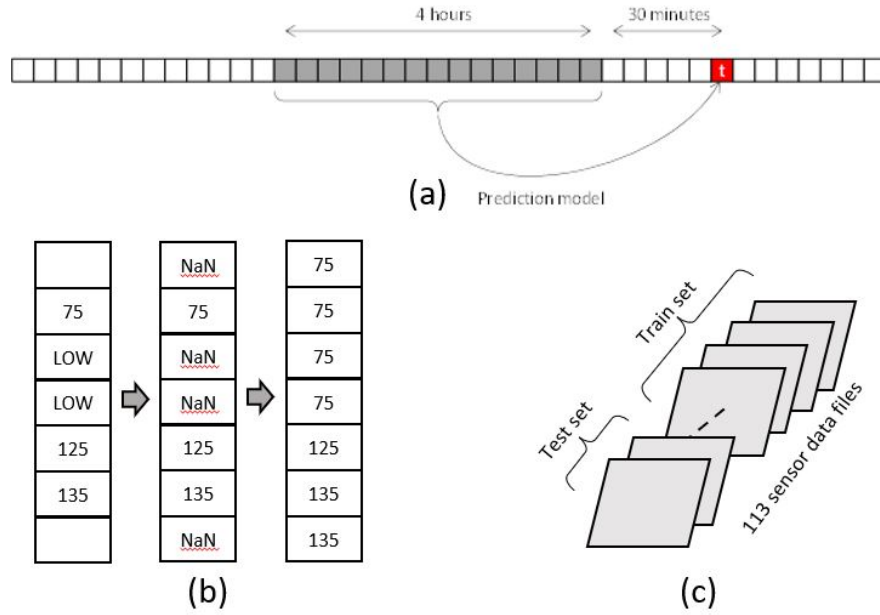 4 hours
30 minutes
t
(a)
Prediction model
75
LOW
LOW
125
135
NaN
75
NaN
NaN
125
135
NaN
75
75
75
75
125
135
135
(b)
Train set
Test set
113 sensor data files
(c)